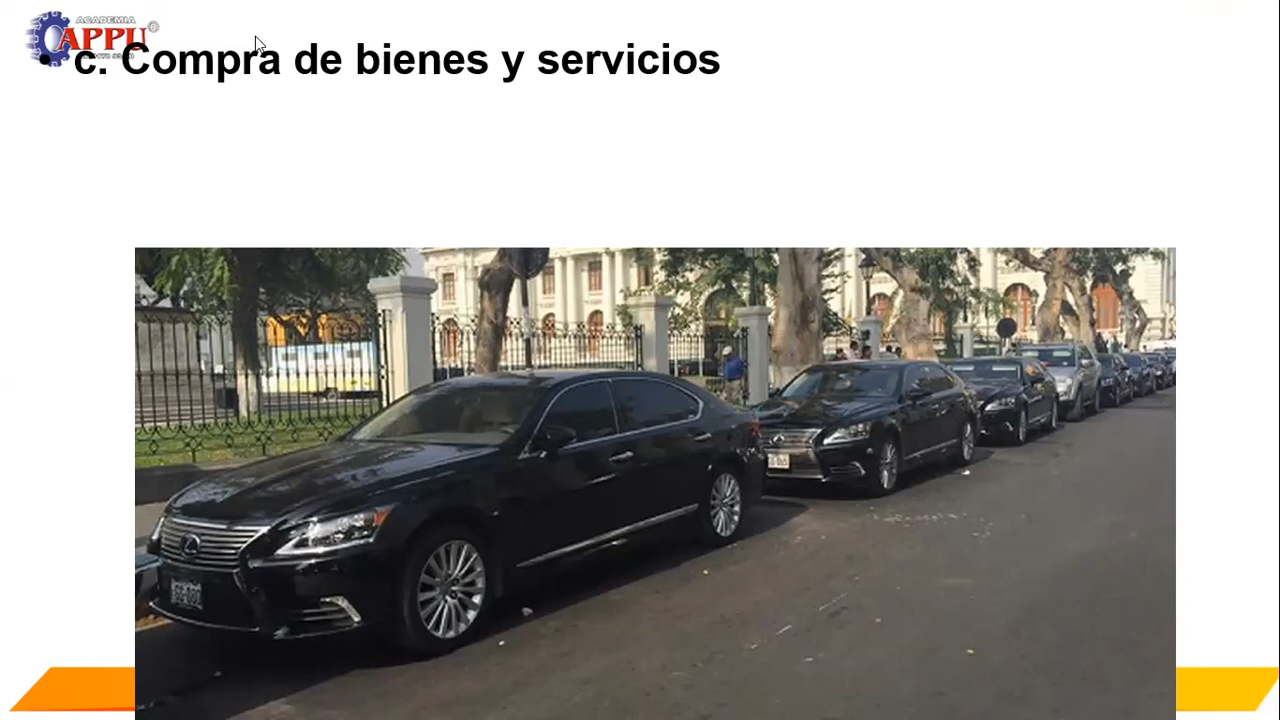 ACADEMIA
APPU
• c. Compra de bienes y servicios